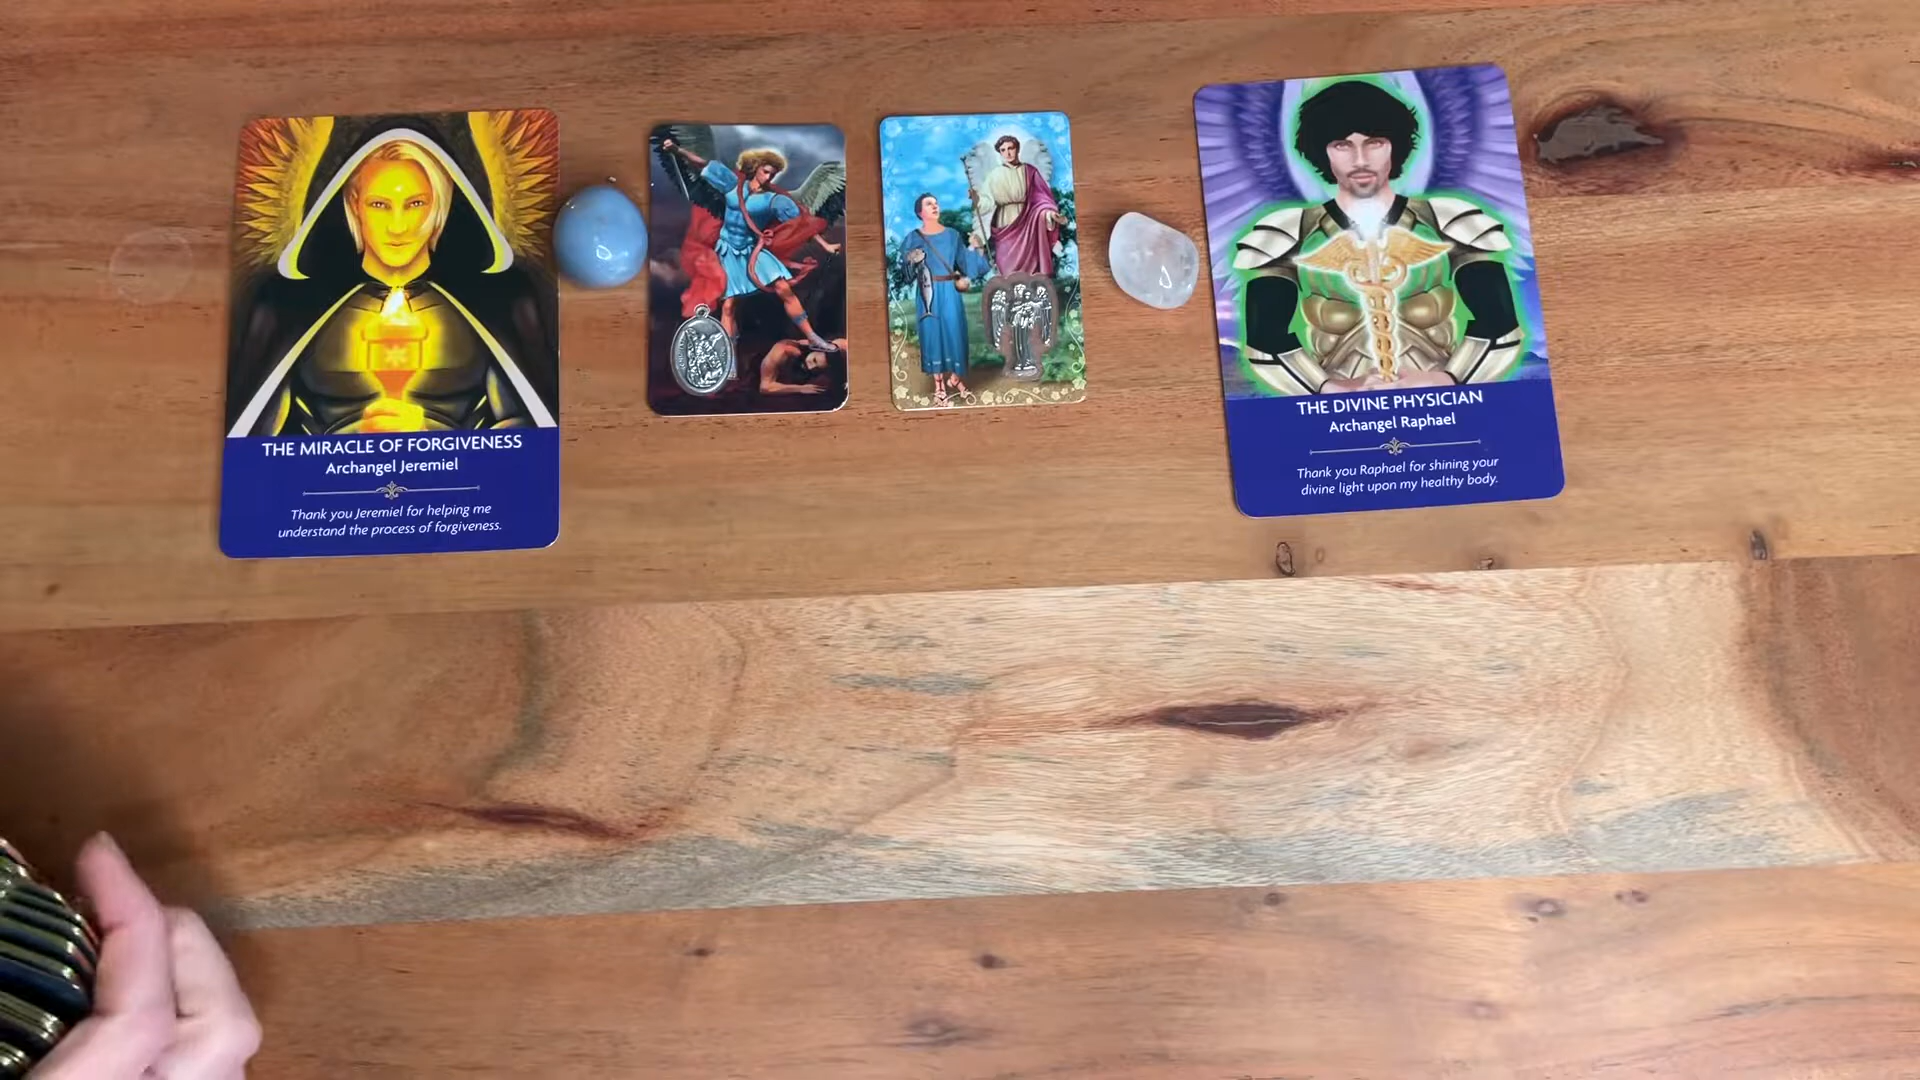 THE MIRACLE OF FORGIVENESS
Archangel Jeremiel
Thank you Jeremiel for helping me
understand the process of forgiveness.
THE DIVINE PHYSICIAN
Archangel Raphael
Thank you Raphael for shining your
divine light upon my healthy body.